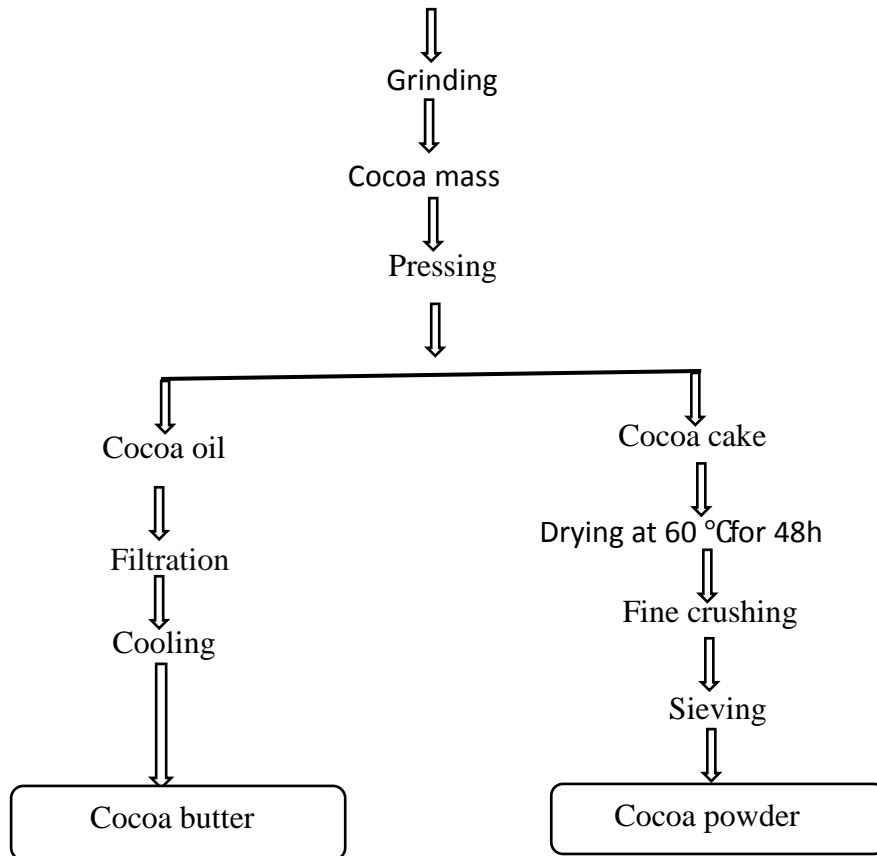 Grinding
Cocoa mass
Pressing
Cocoa oil
Cocoa cake
Filtration
Drying at 60 ℃for 48h
Cooling
Fine crushing
Sieving
Cocoa butter
Cocoa powder